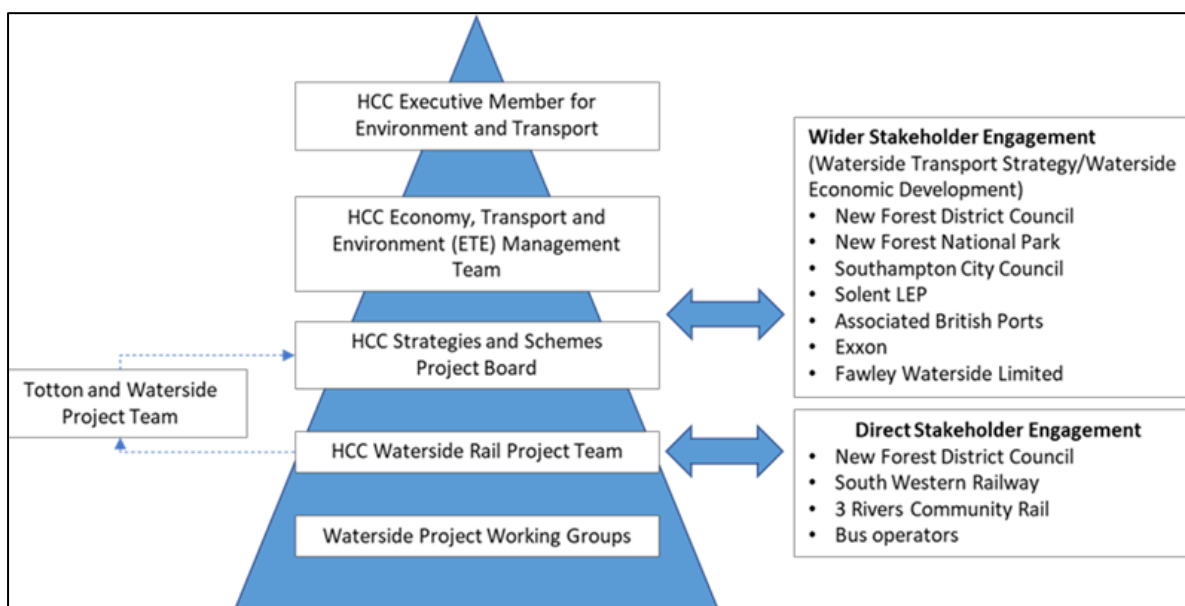 HCC Executive Member for
Environment and Transport
HCC Economy, Transport and
Environment (ETE) Management
Team
HCC Strategies and Schemes
Project Board
Totton and Waterside
Project Team
HCC Waterside Rail Project Team
Waterside Project Working Groups
Wider Stakeholder Engagement
(Waterside Transport Strategy/Waterside
Economic Development)
• New Forest District Council
• New Forest National Park
• Southampton City Council
• Solent LEP
• Associated British Ports
• Exxon
• Fawley Waterside Limited
Direct Stakeholder Engagement
• New Forest District Council
• South Western Railway
• 3 Rivers Community Rail
• Bus operators